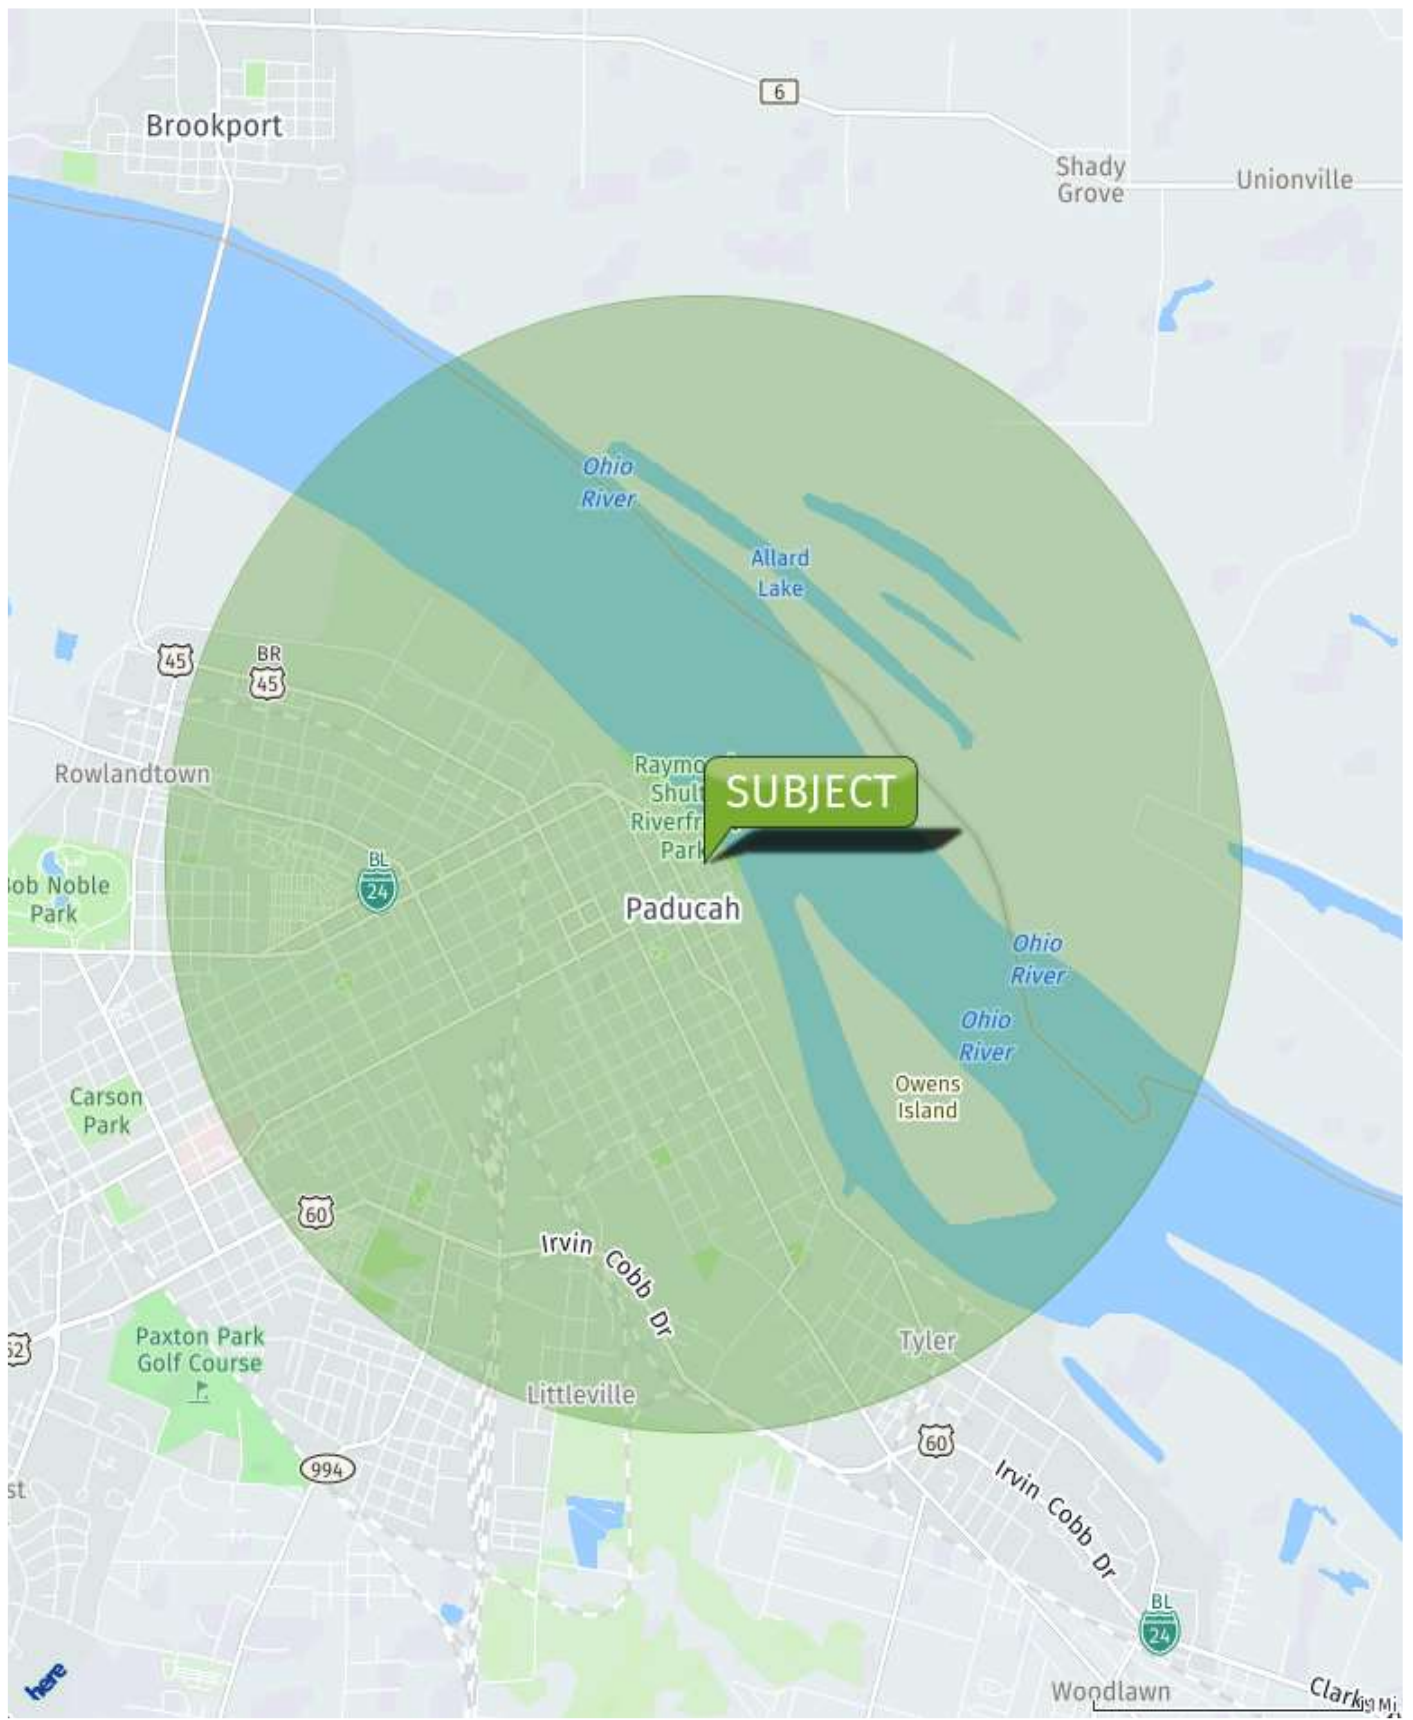 6
Brookport
Shady
Grove
Unionville
Ohio
River
Allard
Lake
45
BR
45
Rowlandtown
Raymo
Shul
Riverfr
Park
SUBJECT
BL
24
ob Noble
Park
Paducah
Ohio
River
Ohio
River
Owens
Island
Carson
Park
60
Irvin Cobb Dr
Paxton Park
Golf Course
Tyler
Littleville
994
60
st
Irvin Cobb Dr
BL
24
here
Woodlawn